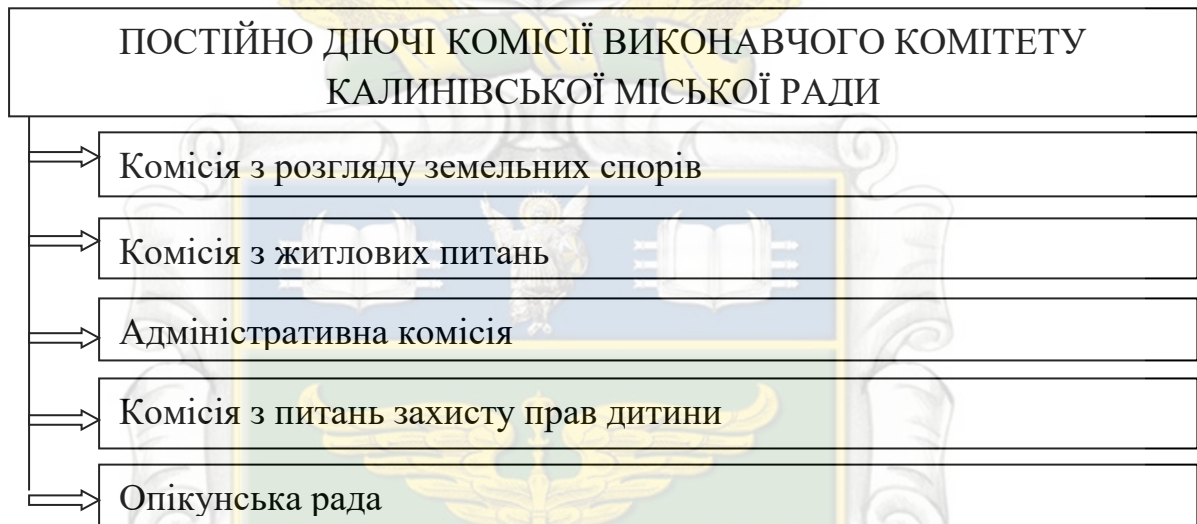 ПОСТІЙНО ДІЮЧІ КОМІСІЇ ВИКОНАВЧОГО КОМІТЕТУ
КАЛИНІВСЬКОЇ МІСЬКОЇ РАДИ
Комісія з розгляду земельних спорів
Комісія з житлових питань
Адміністративна комісія
Комісія з питань захисту прав дитини
Опікунська рада